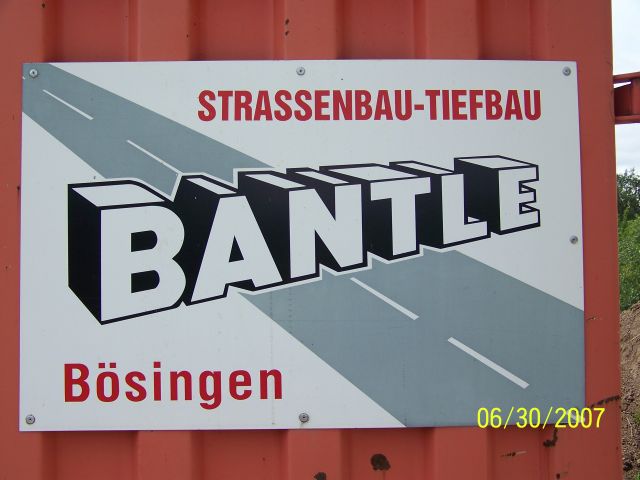 STRASSENBAU-TIEFBAU
BANTLE
Bösingen
06/30/2007